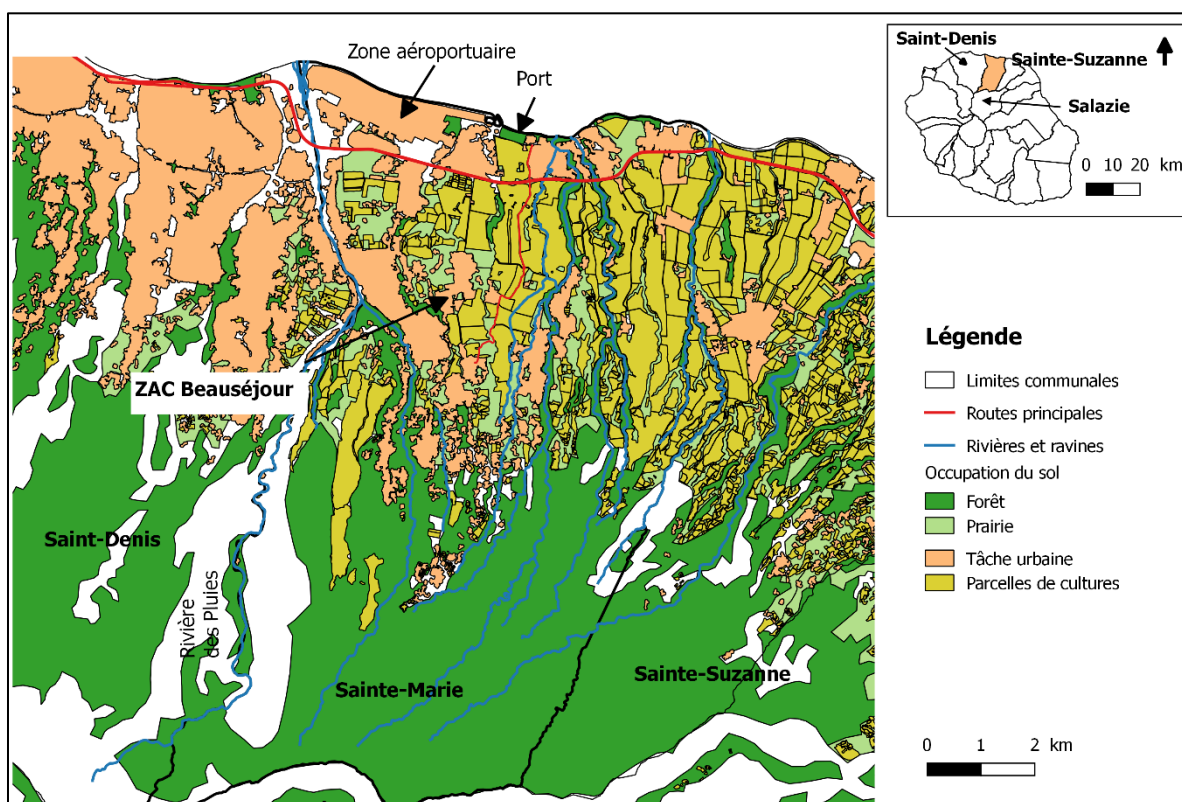 Zone aéroportuaire
Port
ZAC Beauséjour
Saint-Denis
Rivière
des Pluies
Sainte-Marie
Sainte-Suzanne
Saint-Denis
Sainte-Suzanne
Salazie
0 10 20 km
Légende
Limites communales
Routes principales
Rivières et ravines
Occupation du sol
Forêt
Prairie
Tâche urbaine
Parcelles de cultures
0 1 2 km